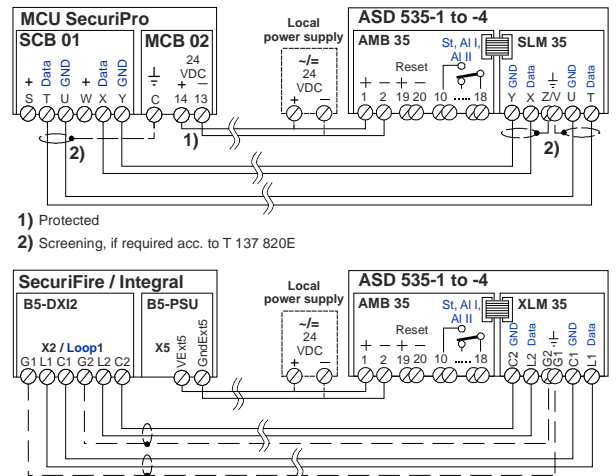 MCU SecuriPro
SCB 01
MCB 02
24
VDC
+ Data GND + Data GND
+ –
S T U W X Y C 14 13
2)
1)
Local
power supply
~/=
24
VDC
+ –
ASD 535-1 to -4
AMB 35
St, AI I,
AI II
SLM 35
Reset
+ – + –
1 2 19 20 10 ..... 18
GND Data GND Data
Y X Z/V U T
2)
1) Protected
2) Screening, if required acc. to T 137 820E
SecuriFire / Integral
B5-DXI2
B5-PSU
X2 / Loop1
X5
VExt5
GndExt5
G1 L1 C1 G2 L2 C2
Local
power supply
~/=
24
VDC
+ –
ASD 535-1 to -4
AMB 35
St, AI I,
AI II
XLM 35
Reset
+ – + –
1 2 19 20 10 ..... 18
GND Data GND Data
C2 L2 G2 G1 C1 L1